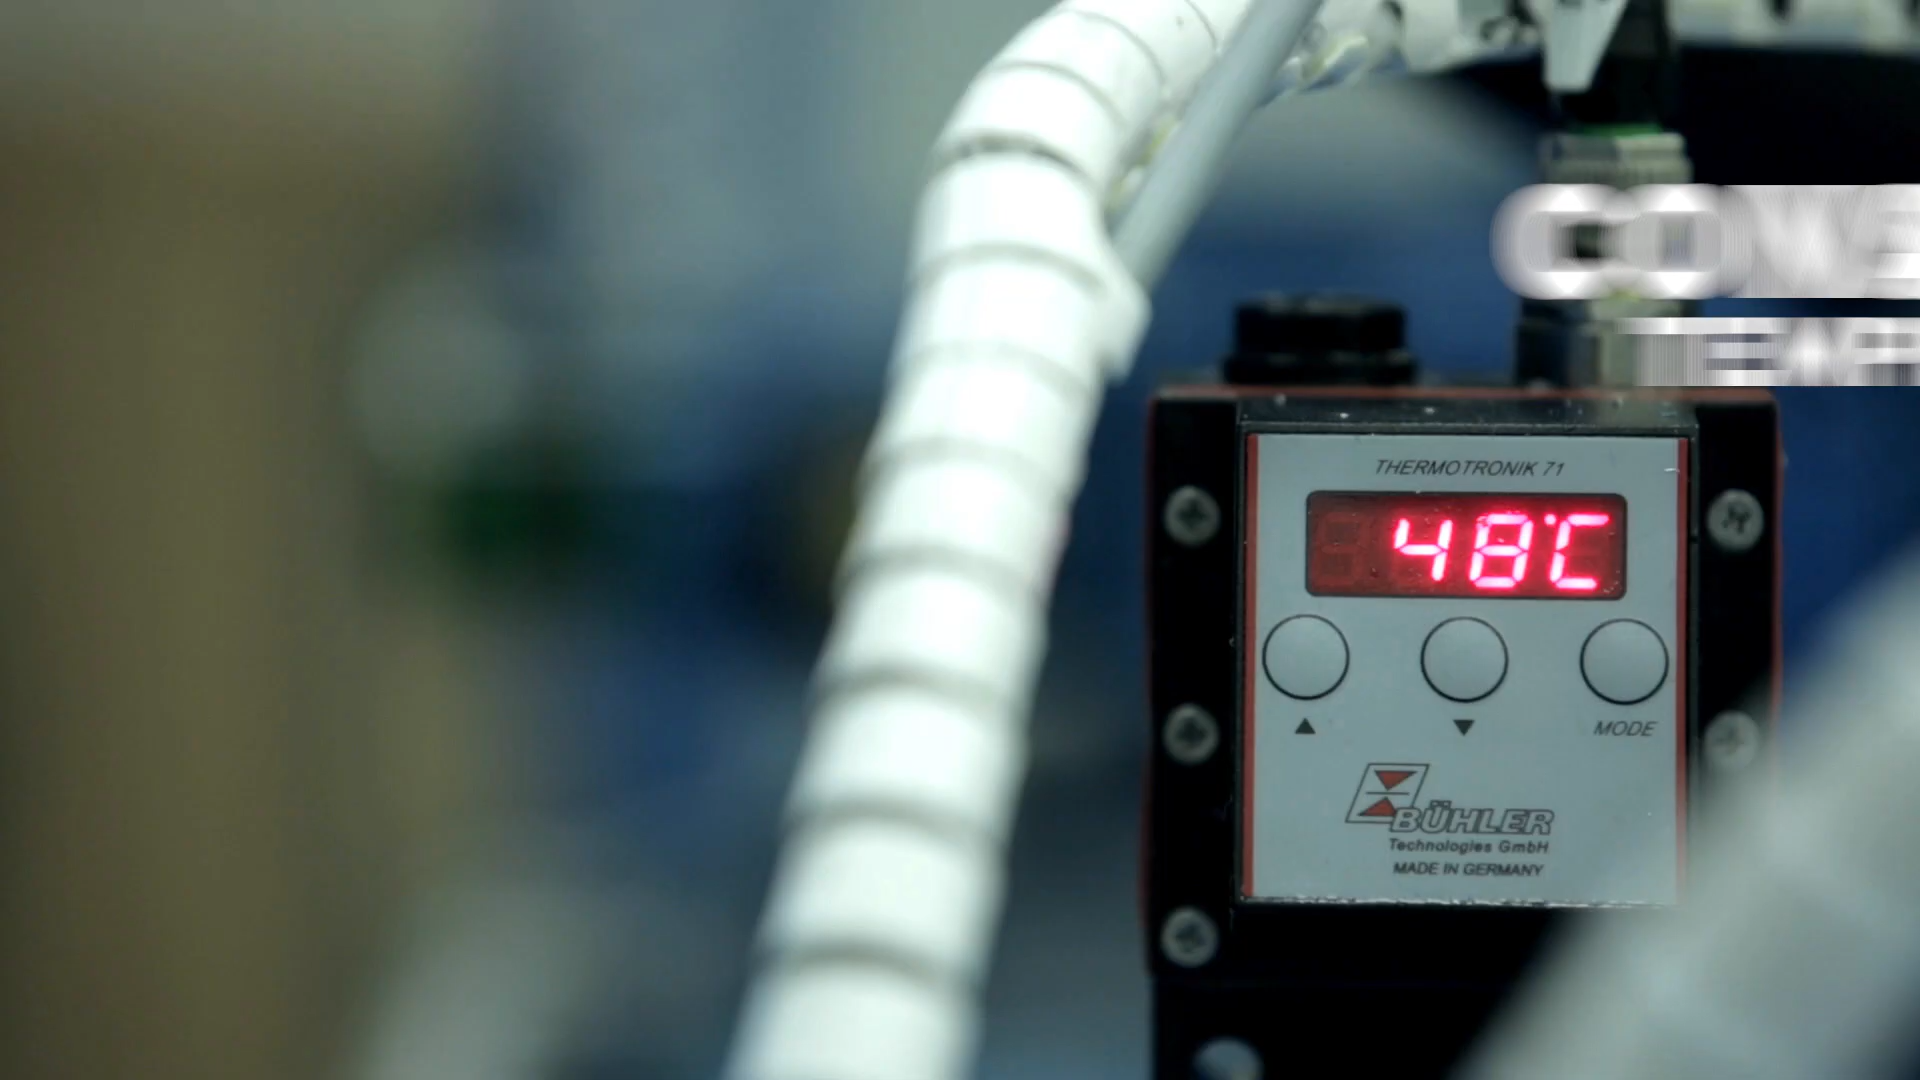 THERMOTRONIK 71
48°C
▲ ▼ MODE
BÜHLER
Technologies GmbH
MADE IN GERMANY